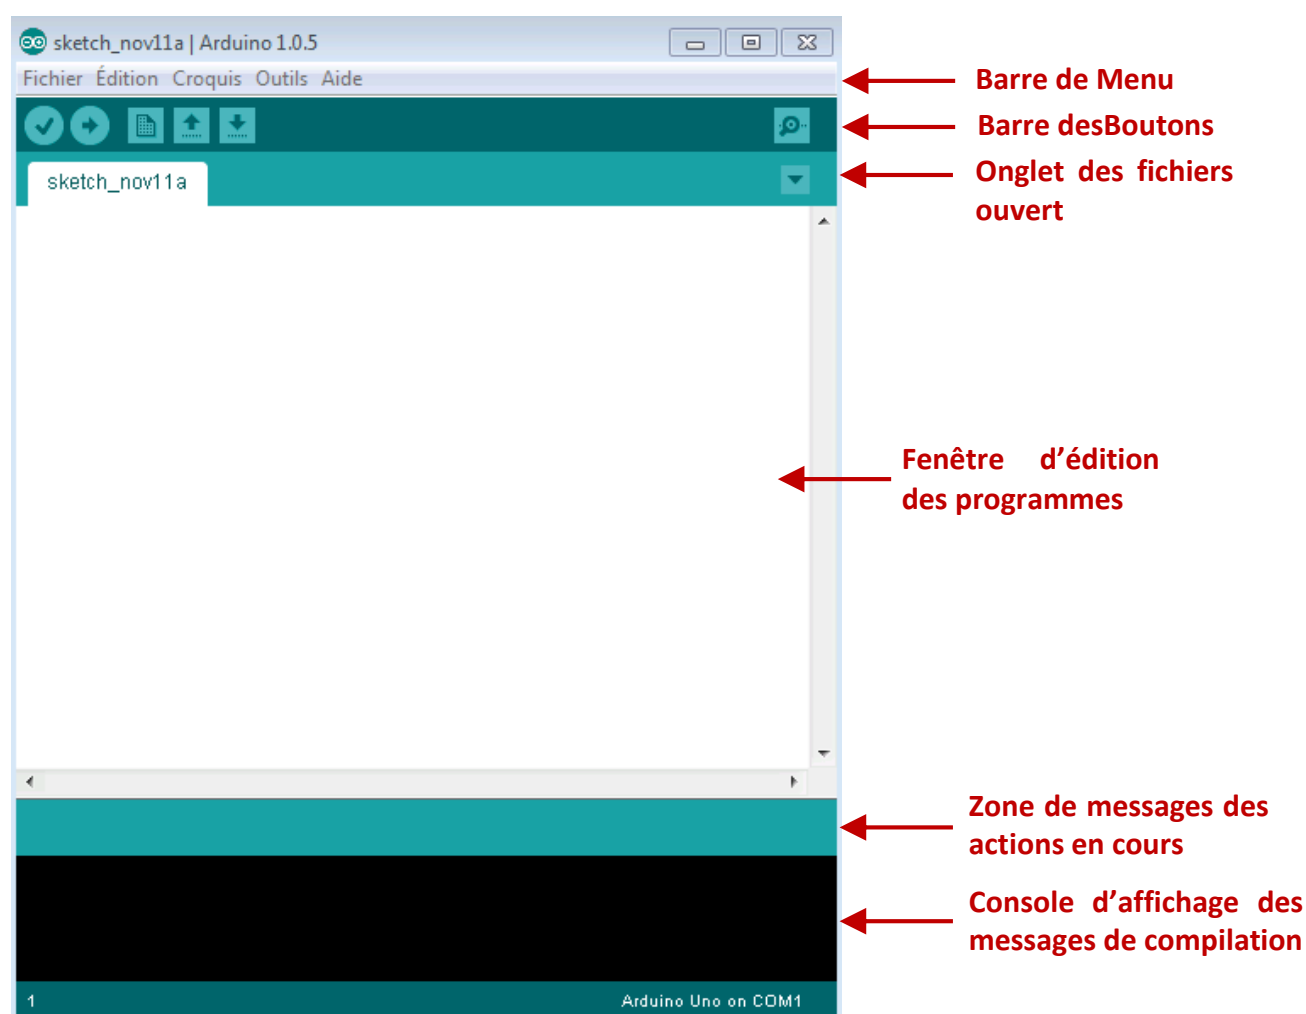 sketch_nov11a | Arduino 1.0.5
Fichier Édition Croquis Outils Aide
Barre de Menu
Barre desBoutons
sketch_nov11a
Onglet des fichiers
ouvert
Fenêtre d’édition
des programmes
Zone de messages des
actions en cours
Console d’affichage des
messages de compilation
1
Arduino Uno on COM1